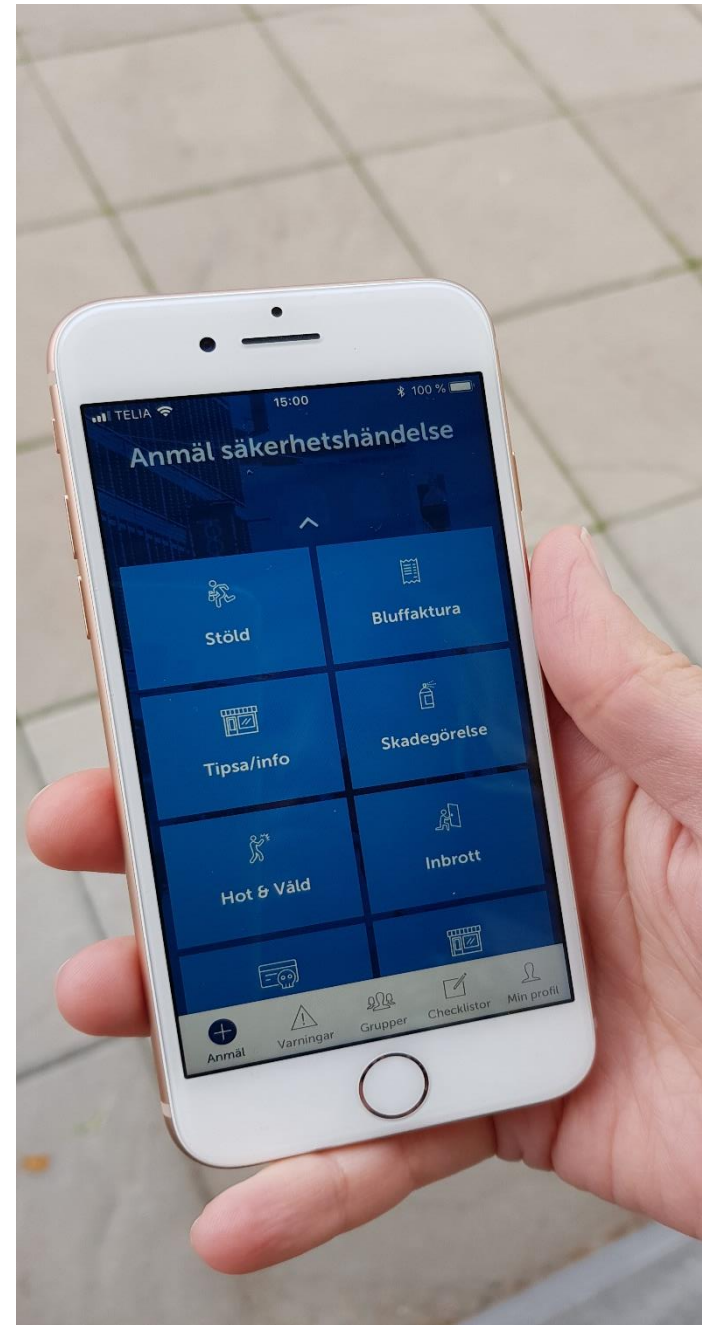 TELIA 15:00 100 %
Anmäl säkerhetshändelse
Stöld Bluffaktura
Tipsa/info Skadegörelse
Hot & Våld Inbrott
Anmäl Varningar Grupper Checklistor Min profil